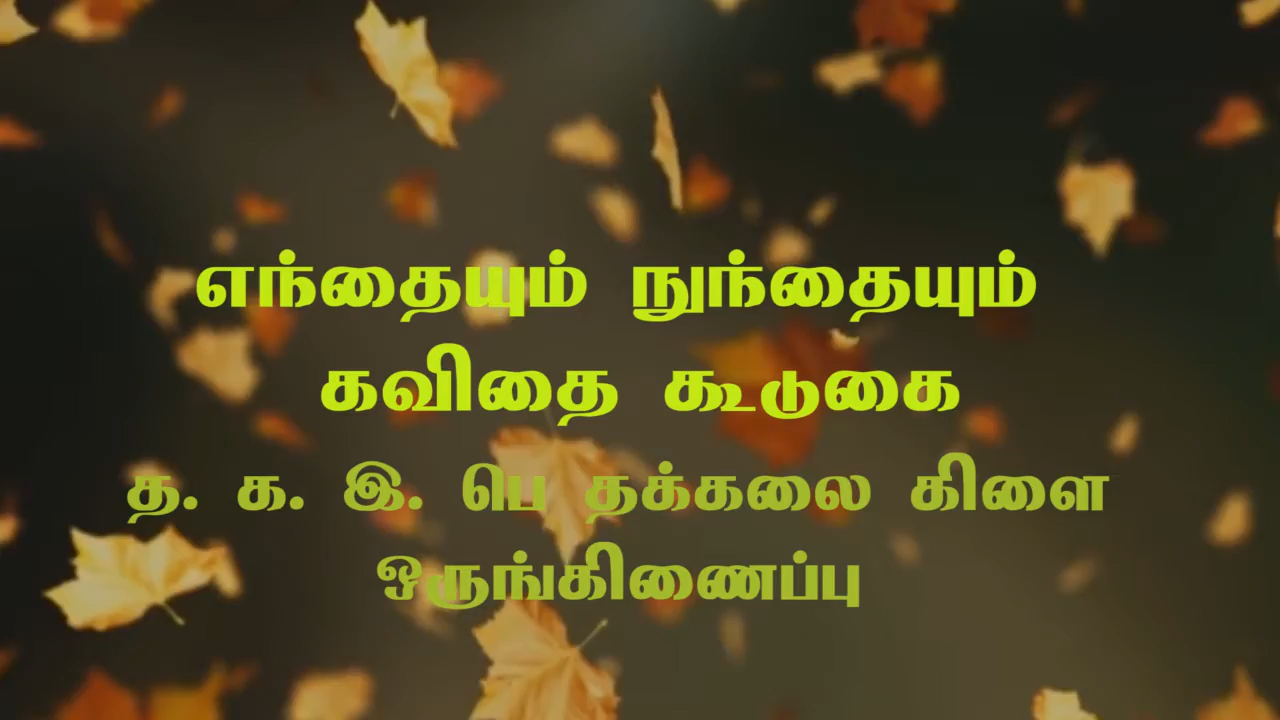 எந்தையும் நுந்தையும்
கவிதை கூடுகை
த. க. இ. பெ தக்கலை கிளை
ஒருங்கிணைப்பு